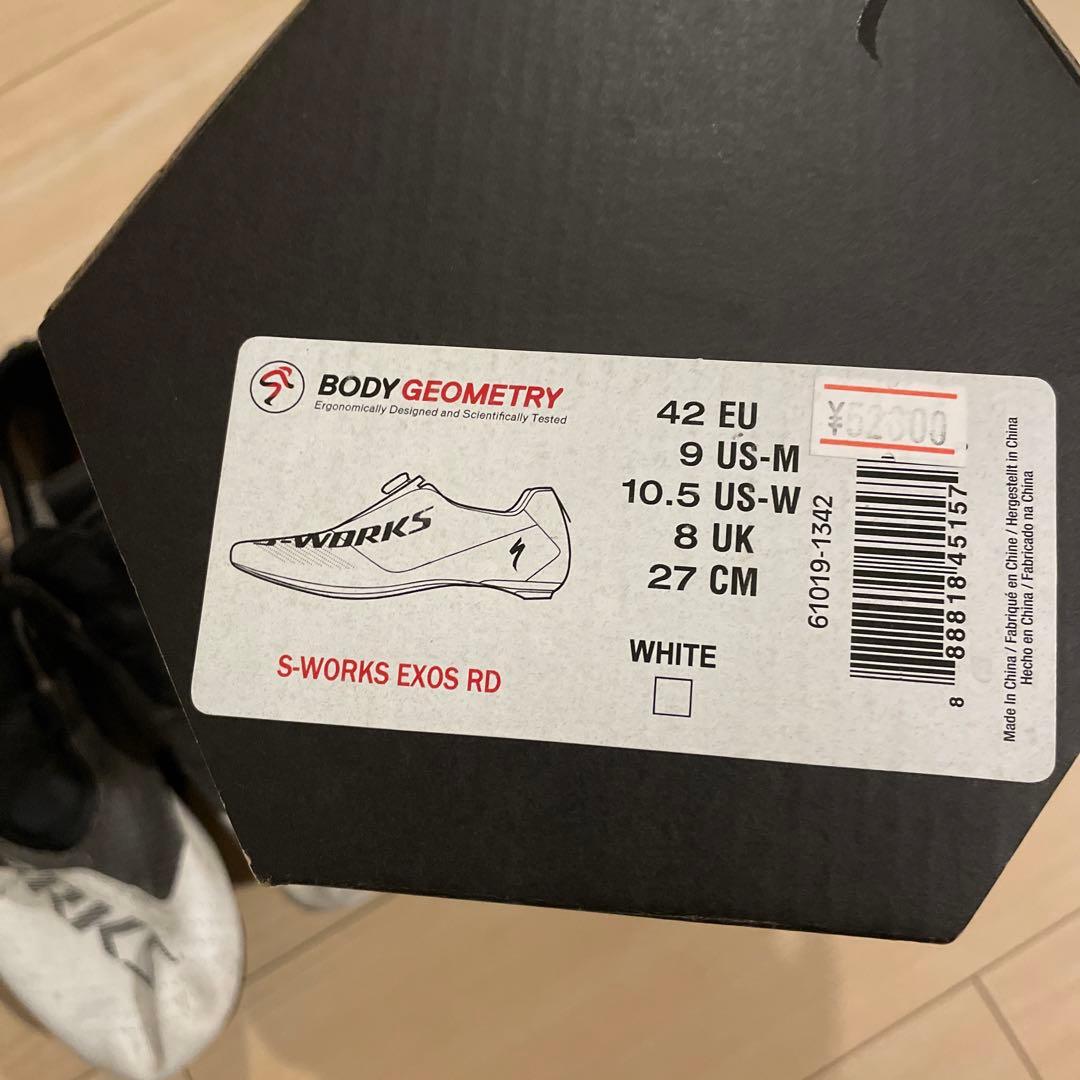 BODY GEOMETRY
Ergonomically Designed and Scientifically Tested
S-WORKS
S-WORKS EXOS RD
42 EU
9 US-M
10.5 US-W
8 UK
27 CM
WHITE
61019-1342
8 88818 45157
Made In China / Fabriqué en Chine / Hergestellt in China
Hecho en China / Fabricado na China